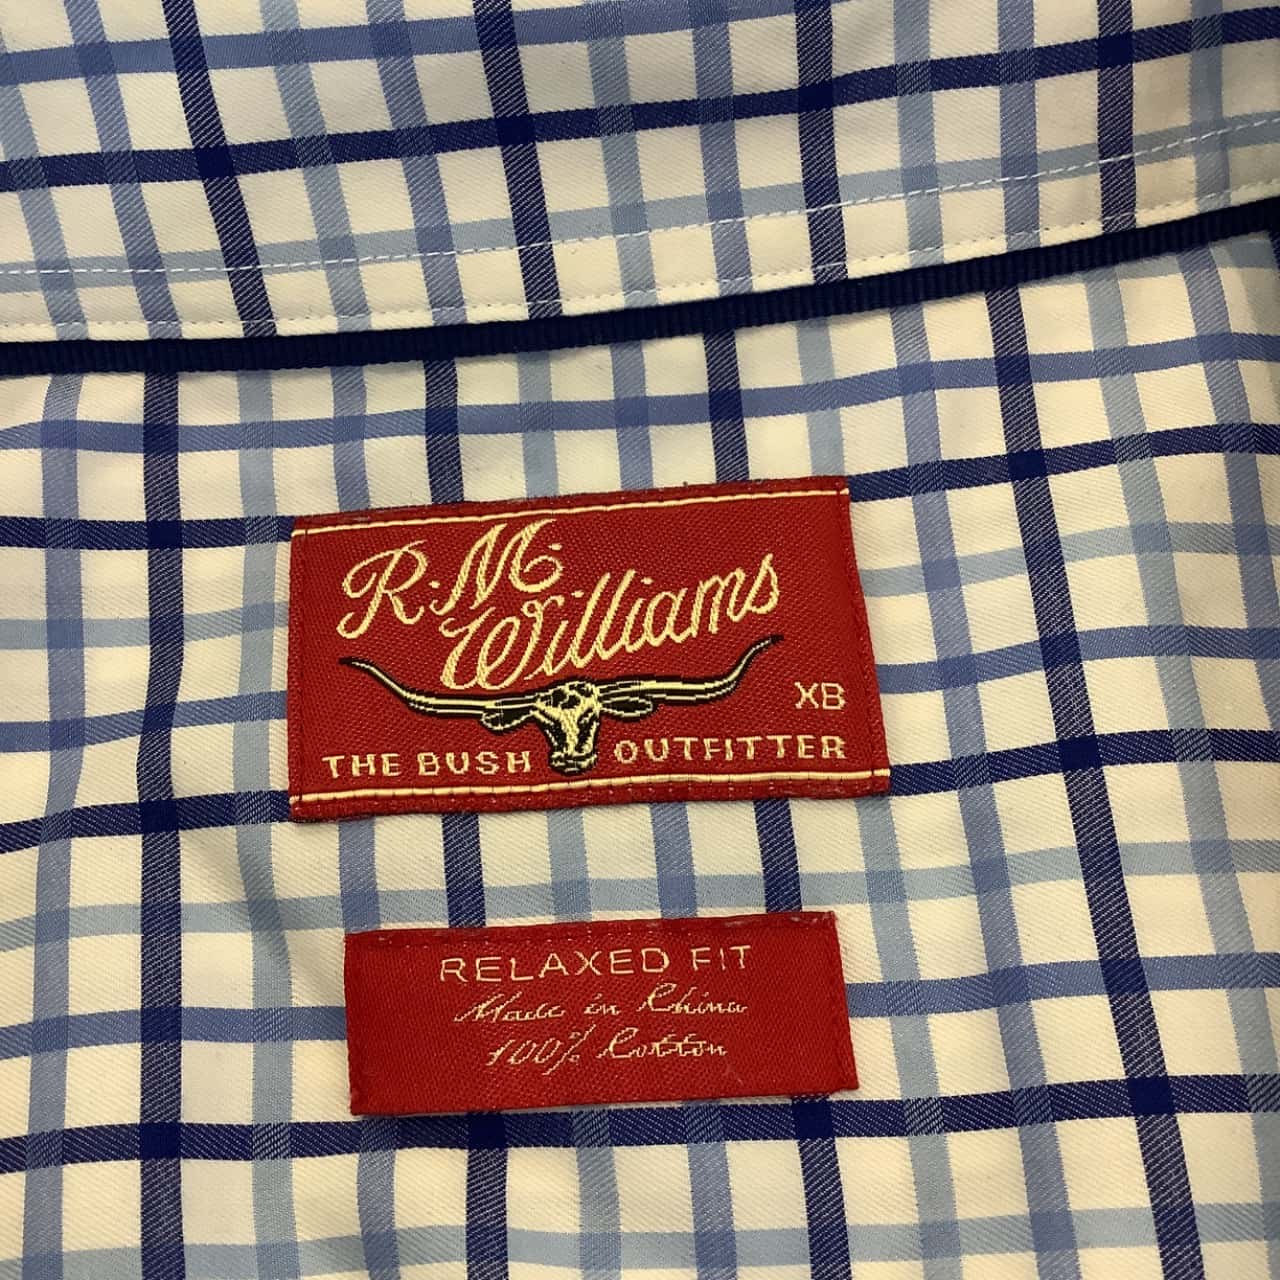 R.M.
Williams
XB
THE BUSH OUTFITTER
RELAXED FIT
Made in China
100% Cotton